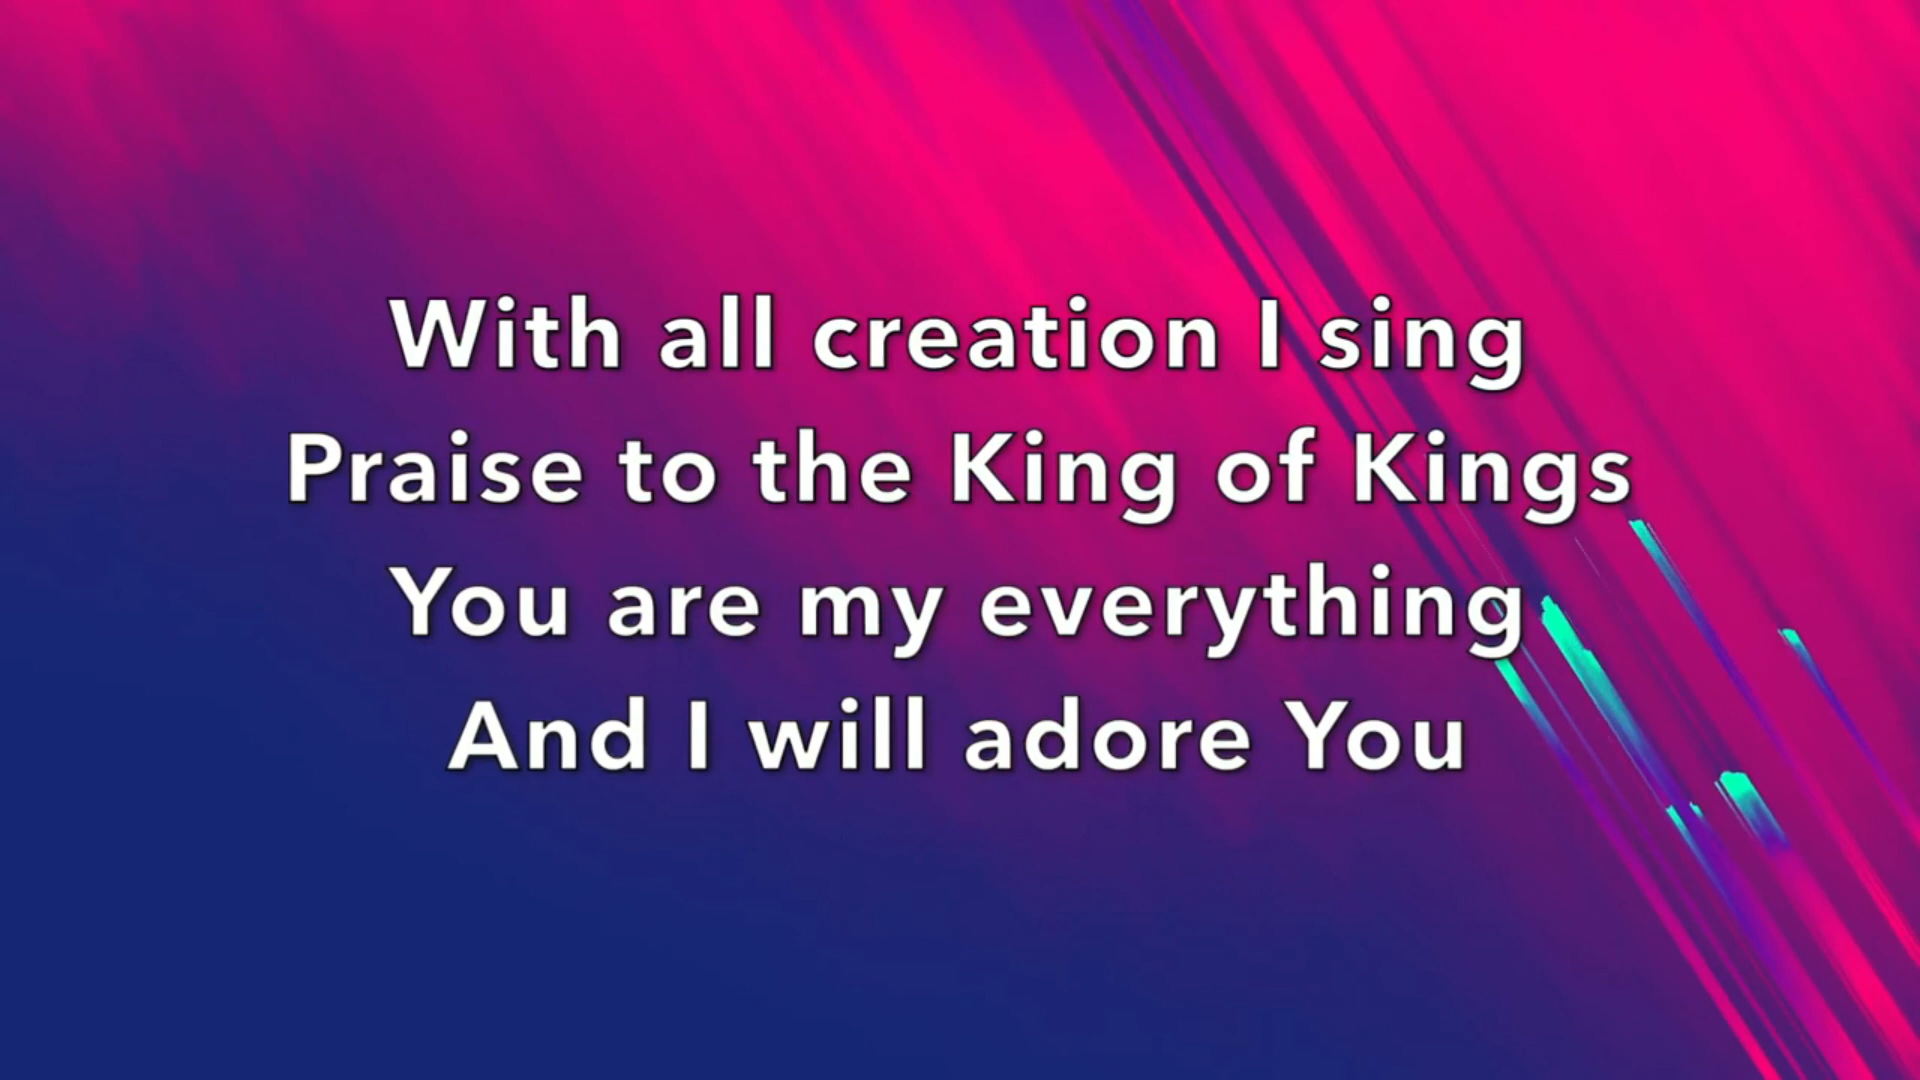 With all creation I sing
Praise to the King of Kings
You are my everything
And I will adore You